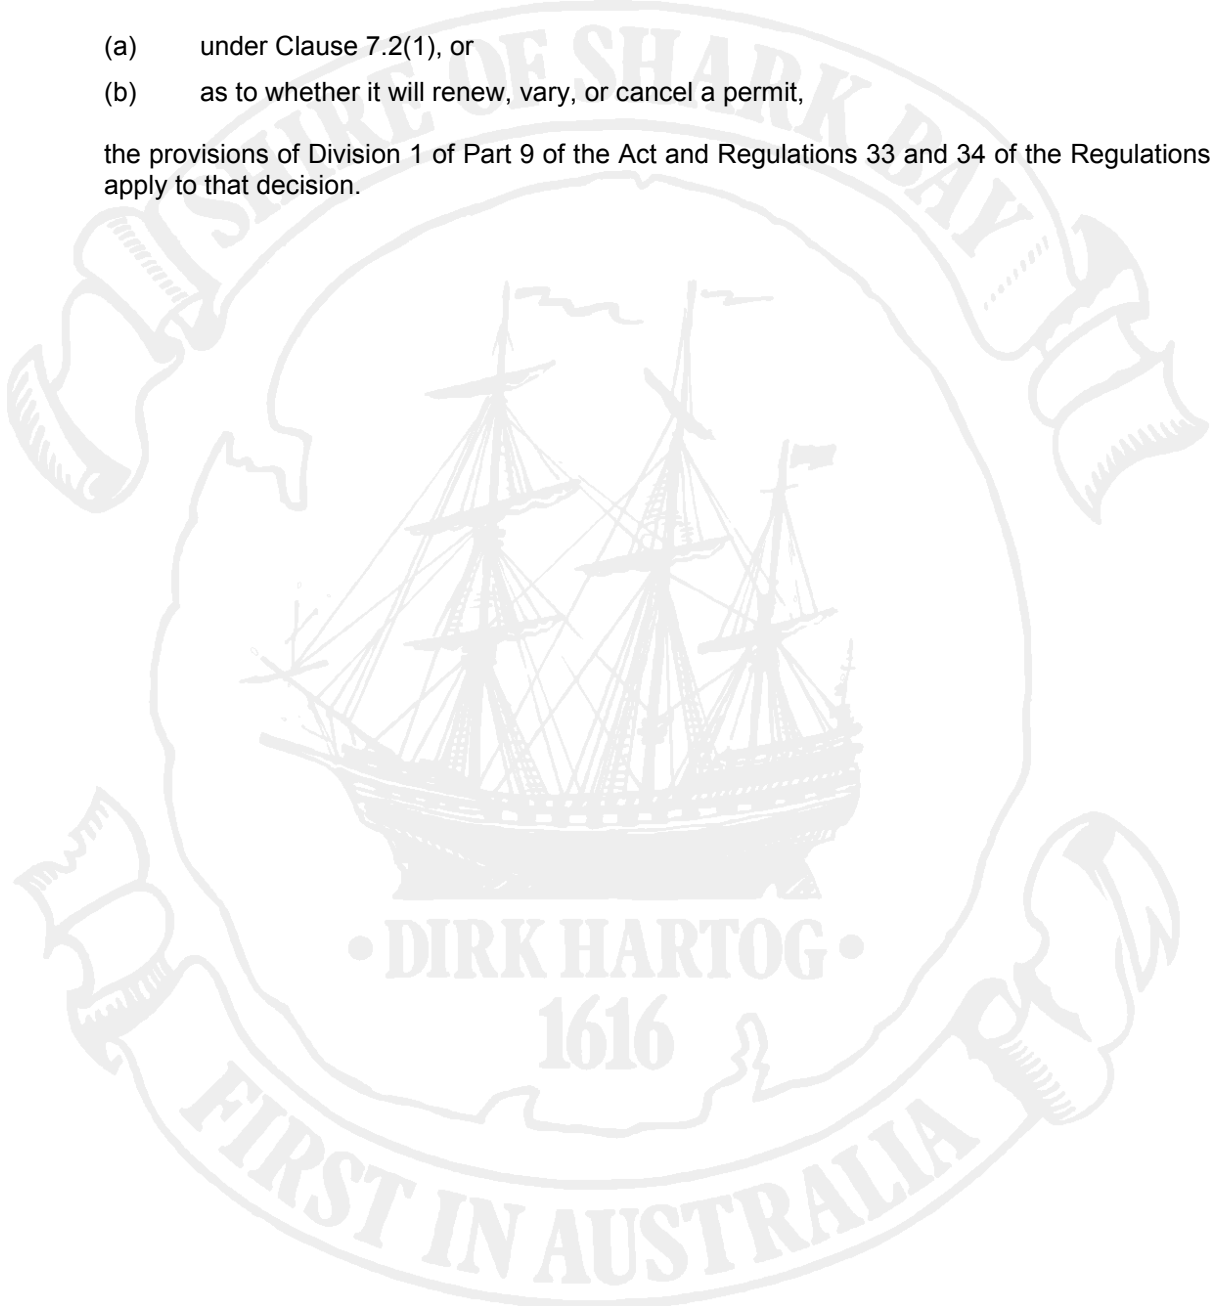 (a) under Clause 7.2(1), or
(b) as to whether it will renew, vary, or cancel a permit,
the provisions of Division 1 of Part 9 of the Act and Regulations 33 and 34 of the Regulations
apply to that decision.
SHIRE OF SHARK BAY
• DIRK HARTOG •
1616
FIRST IN AUSTRALIA